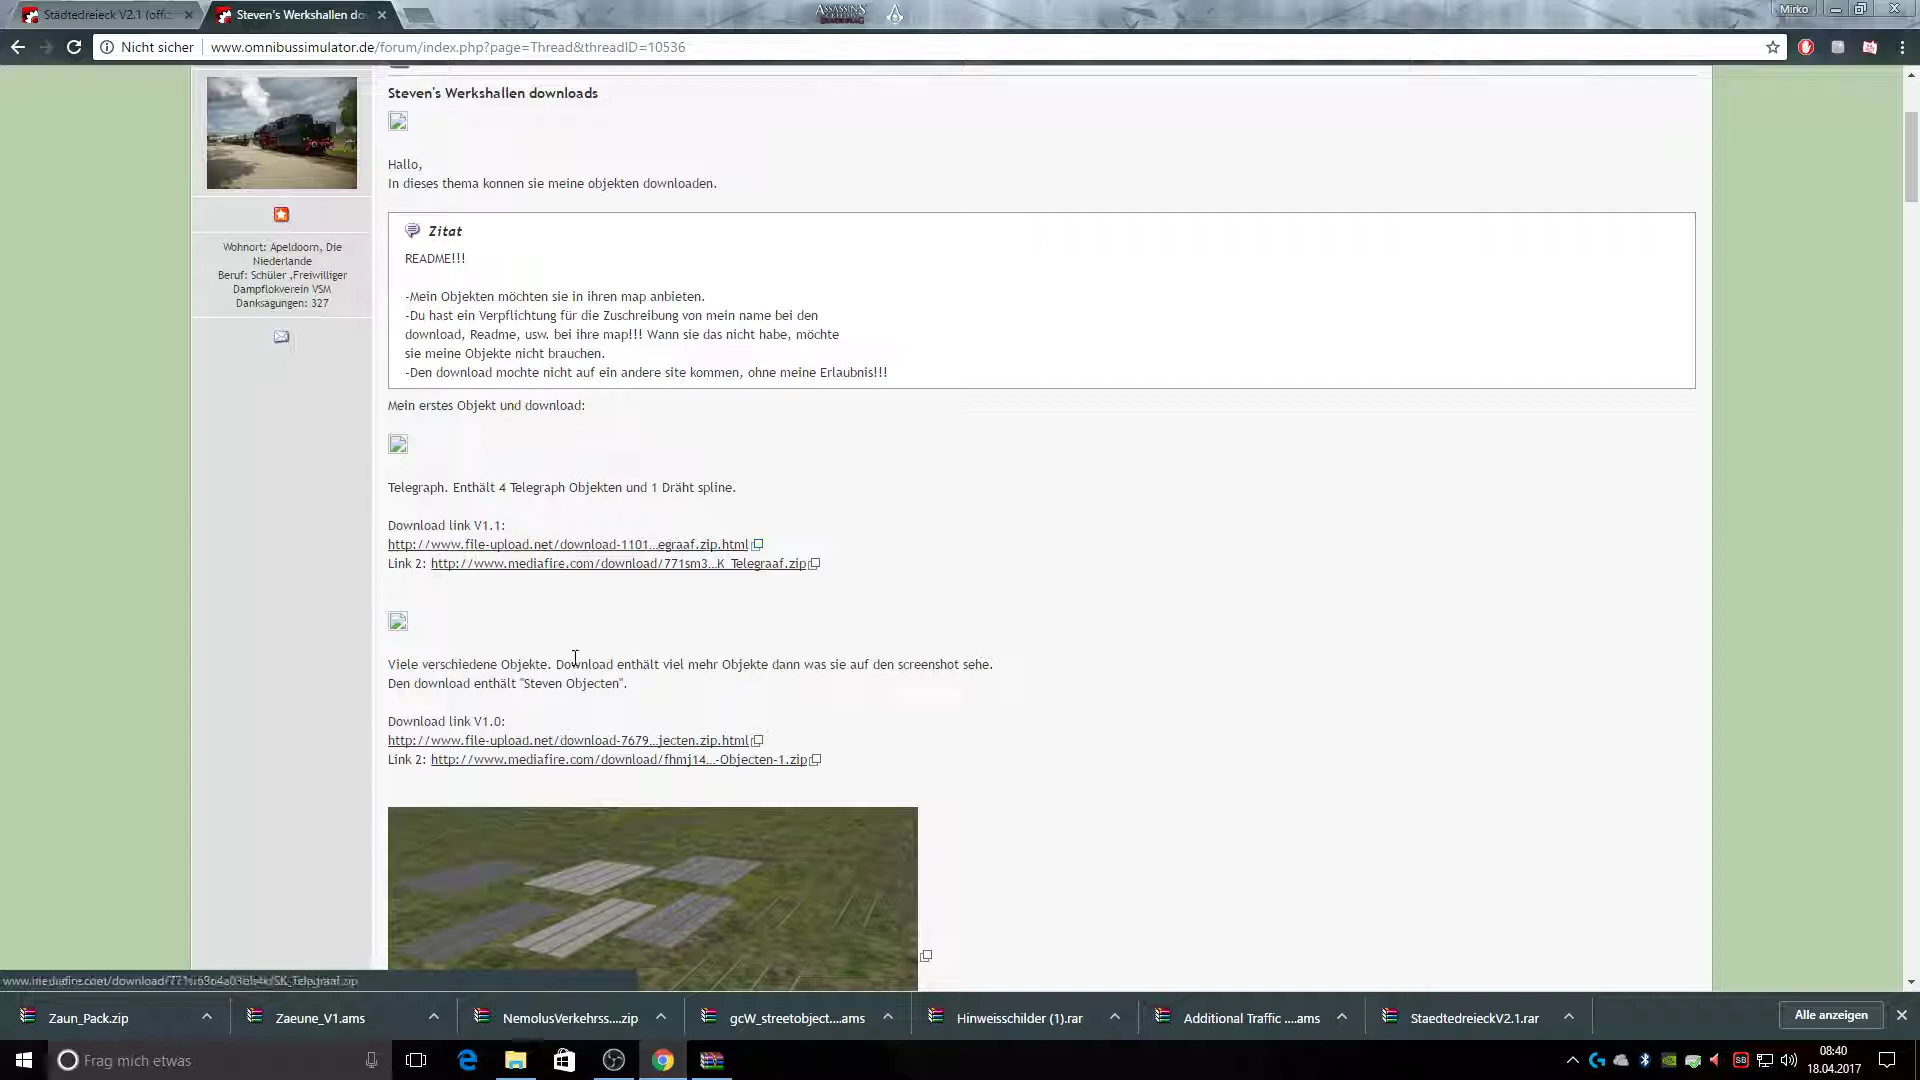 Städtedreieck V2.1 (offiz
Steven's Werkshallen do
ASSASSIN'S
Mirko
Nicht sicher
www.omnibussimulator.de/forum/index.php?page=Thread&threadID=10536
Steven's Werkshallen downloads
Hallo,
In dieses thema konnen sie meine objekten downloaden.
Wohnort: Apeldoorn, Die
Niederlande
Beruf: Schüler ,Freiwilliger
Dampflokverein VSM
Danksagungen: 327
Zitat
README!!!
-Mein Objekten möchten sie in ihren map anbieten.
-Du hast ein Verpflichtung für die Zuschreibung von mein name bei den
download, Readme, usw. bei ihre map!!! Wann sie das nicht habe, möchte
sie meine Objekte nicht brauchen.
-Den download mochte nicht auf ein andere site kommen, ohne meine Erlaubnis!!!
Mein erstes Objekt und download:
Telegraph. Enthält 4 Telegraph Objekten und 1 Dräht spline.
Download link V1.1:
http://www.file-upload.net/download-1101...egraaf.zip.html
Link 2: http://www.mediafire.com/download/771sm3...K_Telegraaf.zip
Viele verschiedene Objekte. Download enthält viel mehr Objekte dann was sie auf den screenshot sehe.
Den download enthält "Steven Objecten".
Download link V1.0:
http://www.file-upload.net/download-7679...jecten.zip.html
Link 2: http://www.mediafire.com/download/fhmj14...-Objecten-1.zip
Zaun_Pack.zip
Zaeune_V1.ams
NemolusVerkehrss....zip
gcW_streetobject....ams
Hinweisschilder (1).rar
Additional Traffic ....ams
StaedtedreieckV2.1.rar
Alle anzeigen
Frag mich etwas
SB
08:40
18.04.2017